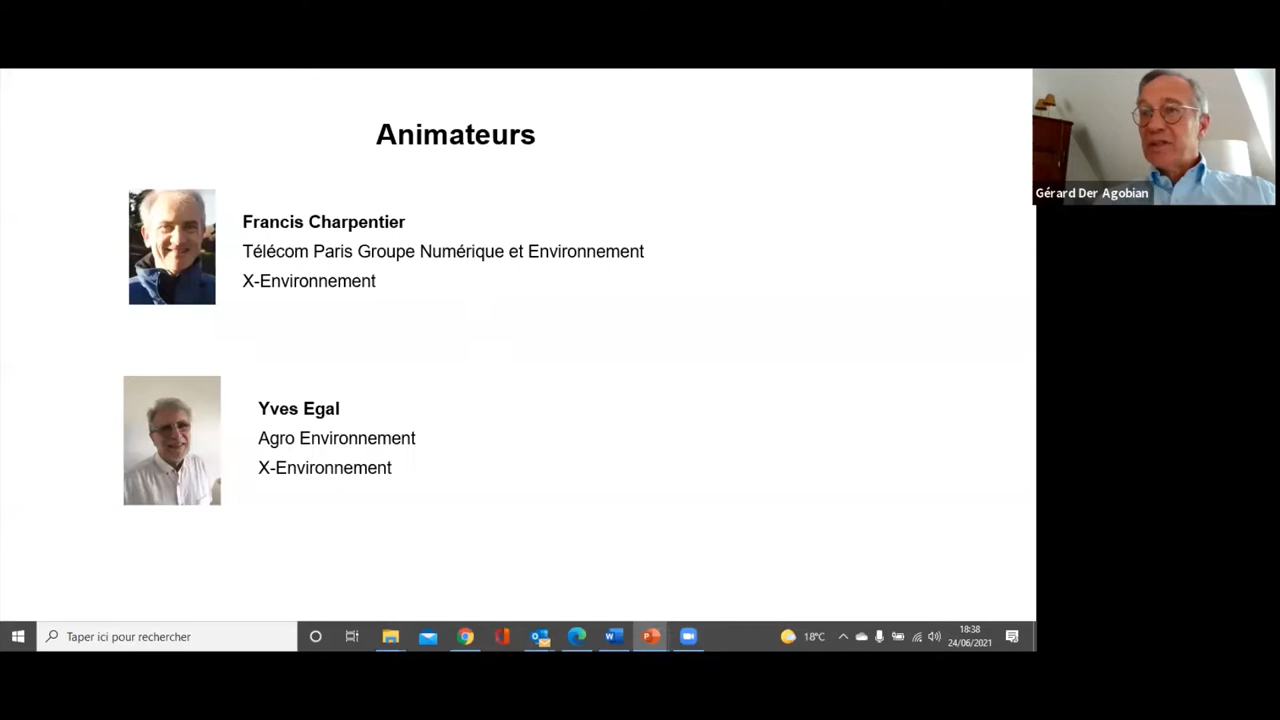 Animateurs
Francis Charpentier
Télécom Paris Groupe Numérique et Environnement
X-Environnement
Yves Egal
Agro Environnement
X-Environnement
Gérard Der Agobian
Taper ici pour rechercher
18°C
18:38
24/06/2021